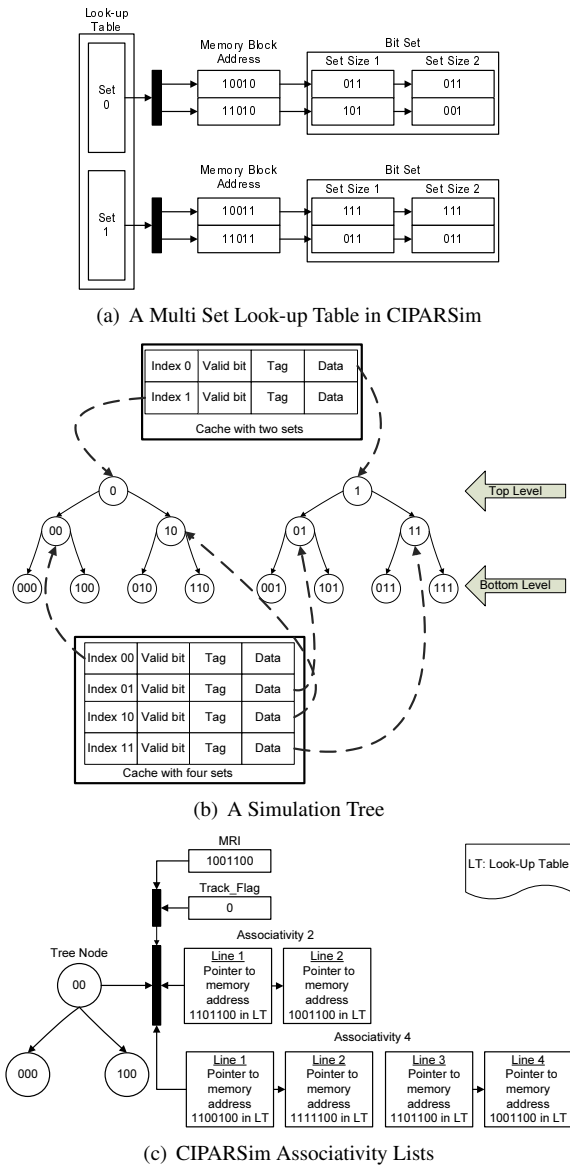 Look-up
Table
Memory Block
Address
Bit Set
Set Size 1
Set Size 2
Set
0
10010
011
011
11010
101
001
Memory Block
Address
Bit Set
Set Size 1
Set Size 2
Set
1
10011
111
111
11011
011
011
(a) A Multi Set Look-up Table in CIPARSim
Index 0 Valid bit Tag Data
Index 1 Valid bit Tag Data
Cache with two sets
0
1
Top Level
00
10
01
11
000
100
010
110
001
101
011
111
Bottom Level
Index 00 Valid bit Tag Data
Index 01 Valid bit Tag Data
Index 10 Valid bit Tag Data
Index 11 Valid bit Tag Data
Cache with four sets
(b) A Simulation Tree
MRI
1001100
LT: Look-Up Table
Track_Flag
0
Associativity 2
Tree Node
00
000
100
Line 1
Pointer to
memory
address
1101100 in LT
Line 2
Pointer to
memory
address
1001100 in LT
Associativity 4
Line 1
Pointer to
memory
address
1100100 in LT
Line 2
Pointer to
memory
address
1111100 in LT
Line 3
Pointer to
memory
address
1101100 in LT
Line 4
Pointer to
memory
address
1001100 in LT
(c) CIPARSim Associativity Lists